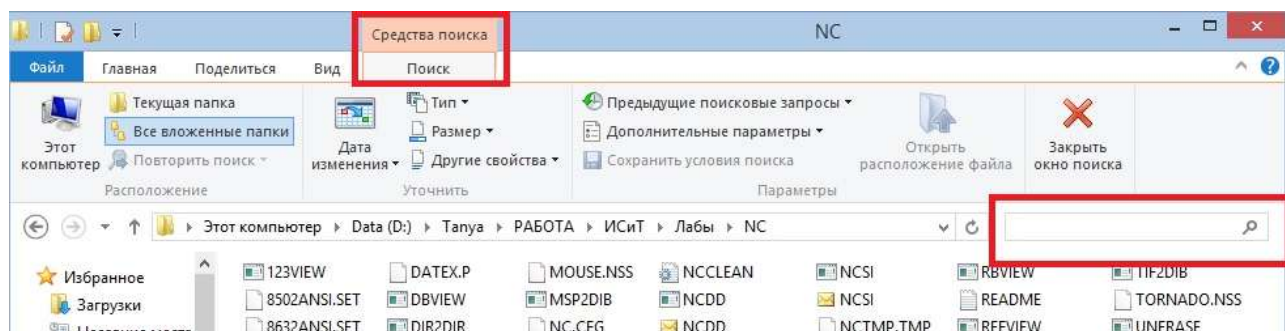 Средства поиска
NC
Файл Главная Поделиться Вид Поиск
Этот компьютер
Текущая папка
Все вложенные папки
Повторить поиск
Расположение
Дата изменения
Тип
Размер
Другие свойства
Уточнить
Предыдущие поисковые запросы
Дополнительные параметры
Сохранить условия поиска
Параметры
Открыть расположение файла
Закрыть окно поиска
Этот компьютер Data (D:) Tanya РАБОТА ИСиТ Лабы NC
Избранное 123VIEW DATEX.P MOUSE.NSS NCCLEAN NCSI RBVIEW TIF2DIB
Загрузки 8502ANSI.SET DBVIEW MSP2DIB NCDD NCSI README TORNADO.NSS
8632ANSI.SET DIR2DIR NC.CFG NCDD NCTMP.TMP REFVIEW UNERASE